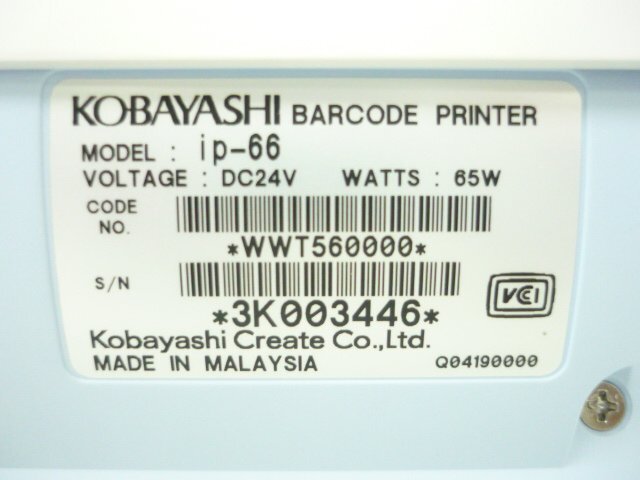 KOBAYASHI BARCODE PRINTER
MODEL : ip-66
VOLTAGE : DC24V WATTS : 65W
CODE NO.
*WWT560000*
S/N
*3K003446*
VCCI
Kobayashi Create Co.,Ltd.
MADE IN MALAYSIA Q04190000